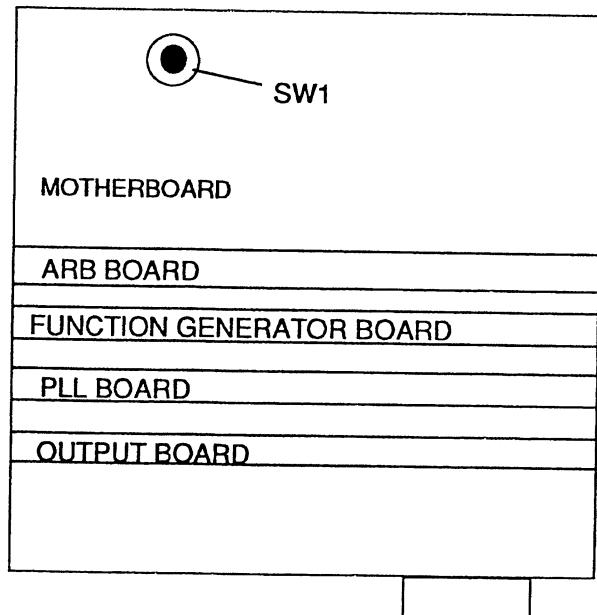 SW1
MOTHERBOARD
ARB BOARD
FUNCTION GENERATOR BOARD
PLL BOARD
OUTPUT BOARD